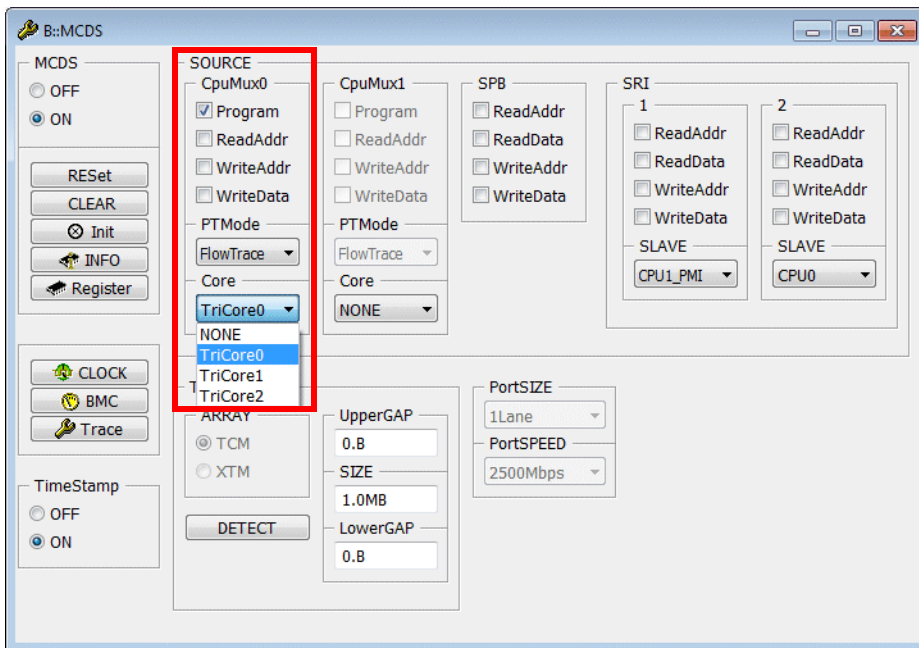 B::MCDS
MCDS
OFF
ON
RESet
CLEAR
Init
INFO
Register
CLOCK
BMC
Trace
TimeStamp
OFF
ON
SOURCE
CpuMux0
Program
ReadAddr
WriteAddr
WriteData
PTMode
FlowTrace
Core
TriCore0
NONE
TriCore0
TriCore1
TriCore2
CpuMux1
Program
ReadAddr
WriteAddr
WriteData
PTMode
FlowTrace
Core
NONE
SPB
ReadAddr
ReadData
WriteAddr
WriteData
SRI
1
ReadAddr
ReadData
WriteAddr
WriteData
SLAVE
CPU1_PMI
2
ReadAddr
ReadData
WriteAddr
WriteData
SLAVE
CPU0
ARRAY
TCM
XTM
DETECT
UpperGAP
0.B
SIZE
1.0MB
LowerGAP
0.B
PortSIZE
1Lane
PortSPEED
2500Mbps